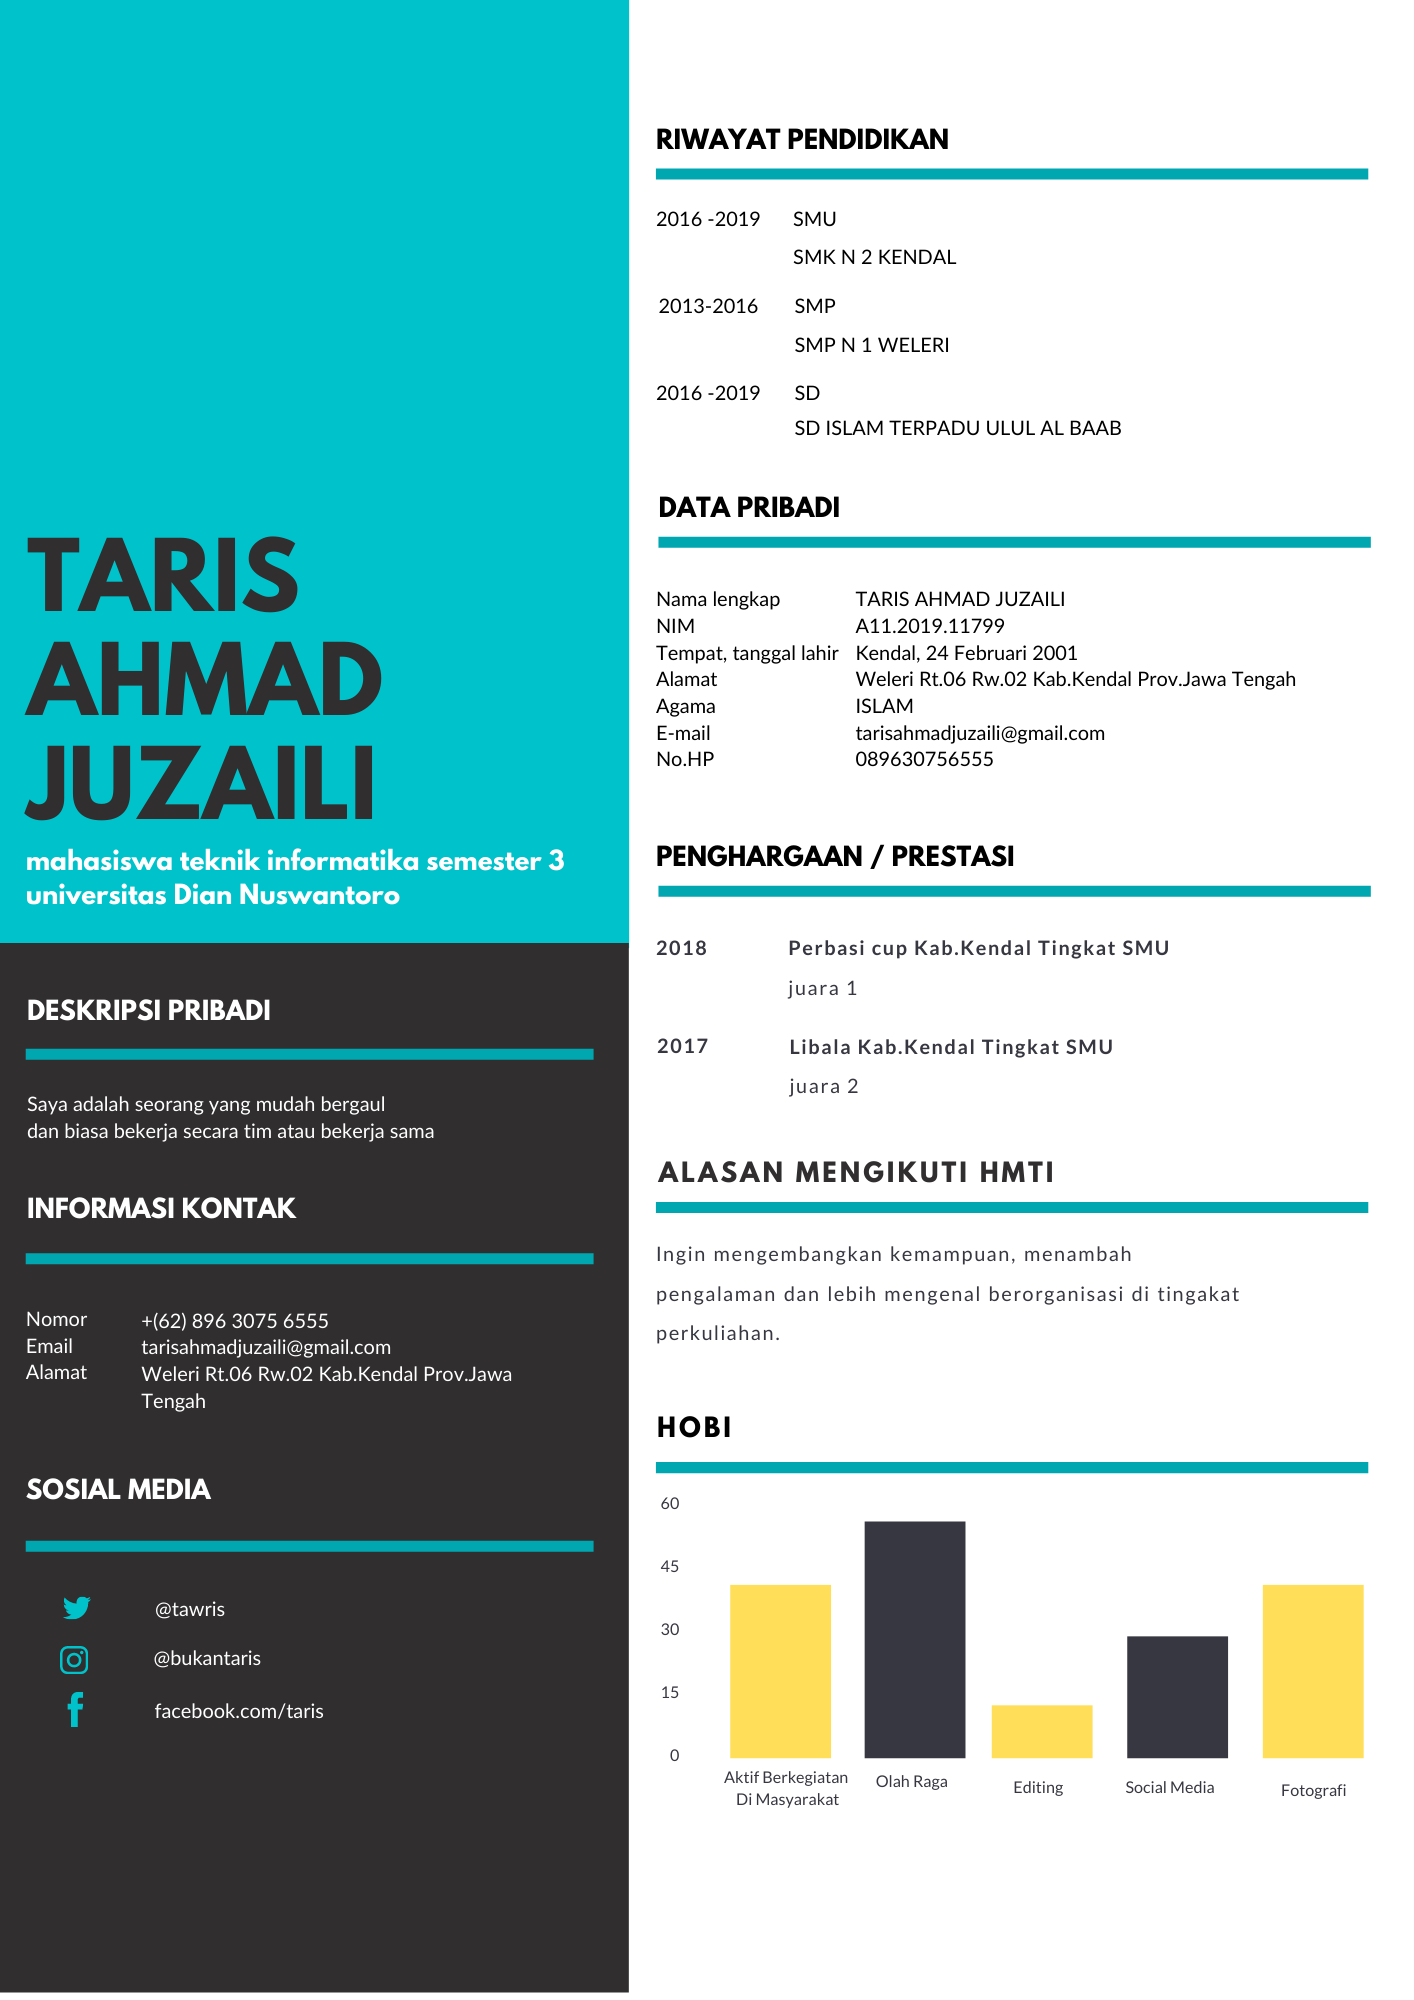 TARIS
AHMAD
JUZAILI
mahasiswa teknik informatika semester 3
universitas Dian Nuswantoro
DESKRIPSI PRIBADI
Saya adalah seorang yang mudah bergaul
dan biasa bekerja secara tim atau bekerja sama
INFORMASI KONTAK
Nomor +(62) 896 3075 6555
Email tarisahmadjuzaili@gmail.com
Alamat Weleri Rt.06 Rw.02 Kab.Kendal Prov.Jawa
Tengah
SOSIAL MEDIA
@tawris
@bukantaris
facebook.com/taris
RIWAYAT PENDIDIKAN
2016 -2019 SMU
SMK N 2 KENDAL
2013-2016 SMP
SMP N 1 WELERI
2016 -2019 SD
SD ISLAM TERPADU ULUL AL BAAB
DATA PRIBADI
Nama lengkap TARIS AHMAD JUZAILI
NIM A11.2019.11799
Tempat, tanggal lahir Kendal, 24 Februari 2001
Alamat Weleri Rt.06 Rw.02 Kab.Kendal Prov.Jawa Tengah
Agama ISLAM
E-mail tarisahmadjuzaili@gmail.com
No.HP 089630756555
PENGHARGAAN / PRESTASI
2018 Perbasi cup Kab.Kendal Tingkat SMU
juara 1
2017 Libala Kab.Kendal Tingkat SMU
juara 2
ALASAN MENGIKUTI HMTI
Ingin mengembangkan kemampuan, menambah
pengalaman dan lebih mengenal berorganisasi di tingakat
perkuliahan.
HOBI
60
45
30
15
0
Aktif Berkegiatan
Di Masyarakat
Olah Raga
Editing
Social Media
Fotografi